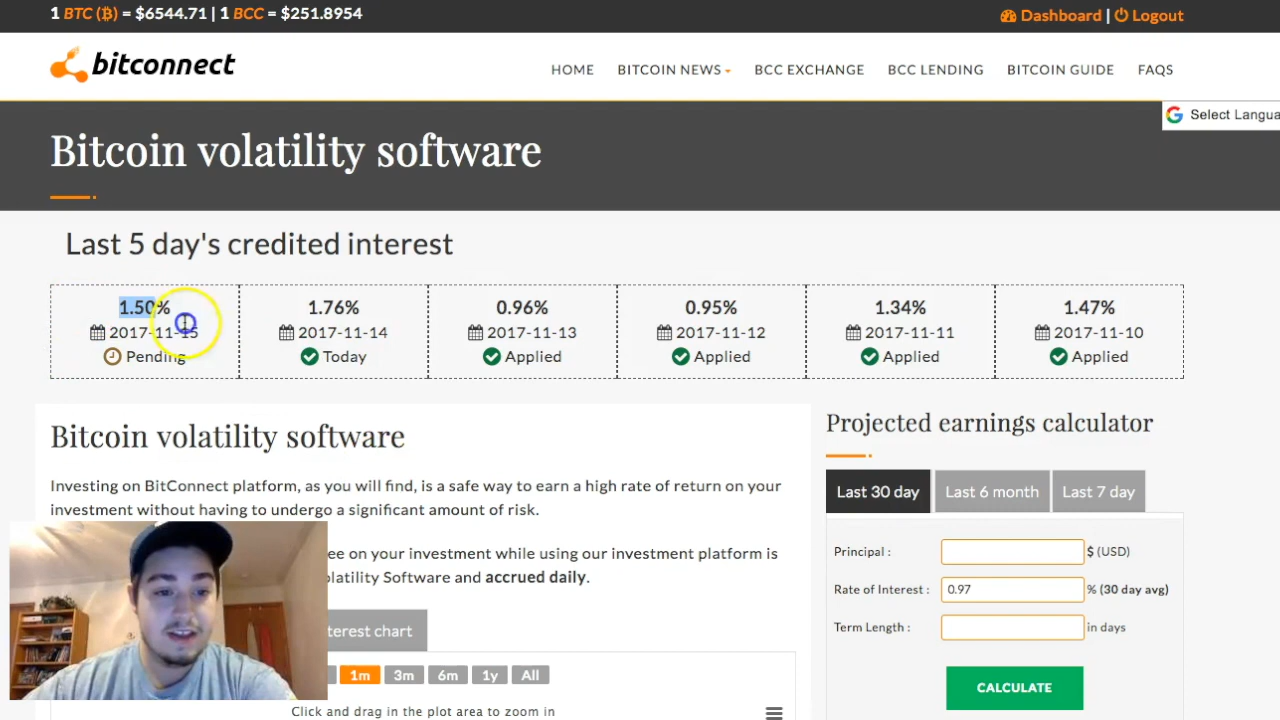 1 BTC (₿) = $6544.71 | 1 BCC = $251.8954
Dashboard | Logout
bitconnect
HOME BITCOIN NEWS BCC EXCHANGE BCC LENDING BITCOIN GUIDE FAQS
Select Langua
Bitcoin volatility software
Last 5 day's credited interest
1.50% 1.76% 0.96% 0.95% 1.34% 1.47%
2017-11-15 2017-11-14 2017-11-13 2017-11-12 2017-11-11 2017-11-10
Pending Today Applied Applied Applied Applied
Bitcoin volatility software
Investing on BitConnect platform, as you will find, is a safe way to earn a high rate of return on your
investment without having to undergo a significant amount of risk.
ee on your investment while using our investment platform is
olatility Software and accrued daily.
terest chart
1m 3m 6m 1y All
Click and drag in the plot area to zoom in
Projected earnings calculator
Last 30 day Last 6 month Last 7 day
Principal : $ (USD)
Rate of Interest : 0.97 % (30 day avg)
Term Length : in days
CALCULATE